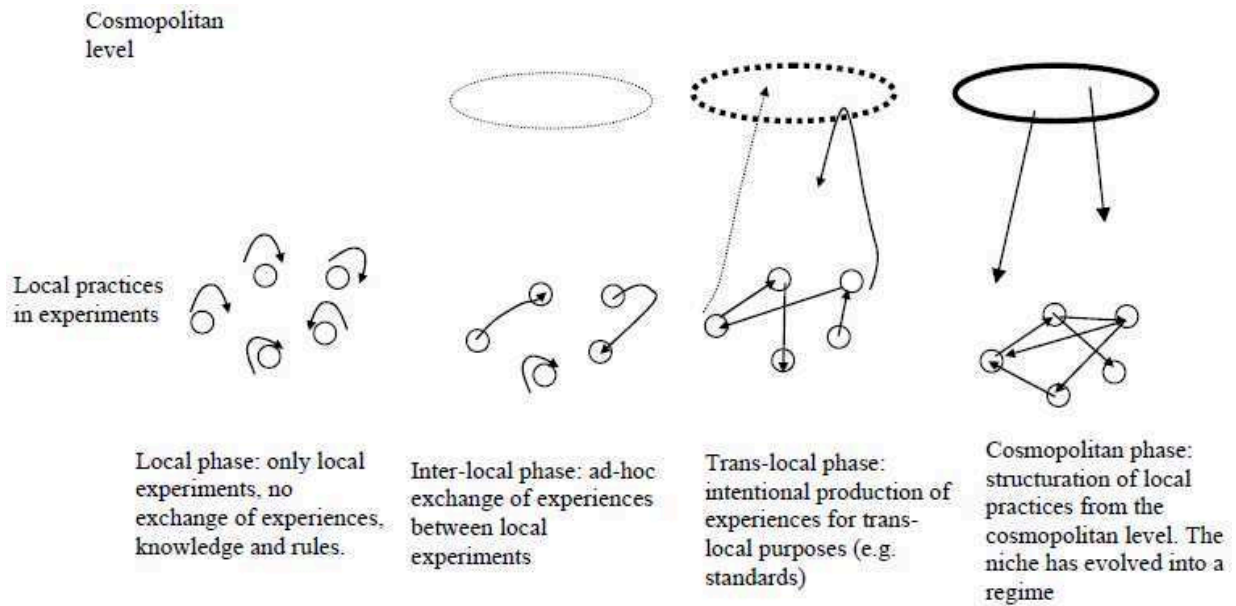 Cosmopolitan
level
Local practices
in experiments
Local phase: only local
experiments, no
exchange of experiences,
knowledge and rules.
Inter-local phase: ad-hoc
exchange of experiences
between local
experiments
Trans-local phase:
intentional production of
experiences for trans-
local purposes (e.g.
standards)
Cosmopolitan phase:
structuration of local
practices from the
cosmopolitan level. The
niche has evolved into a
regime